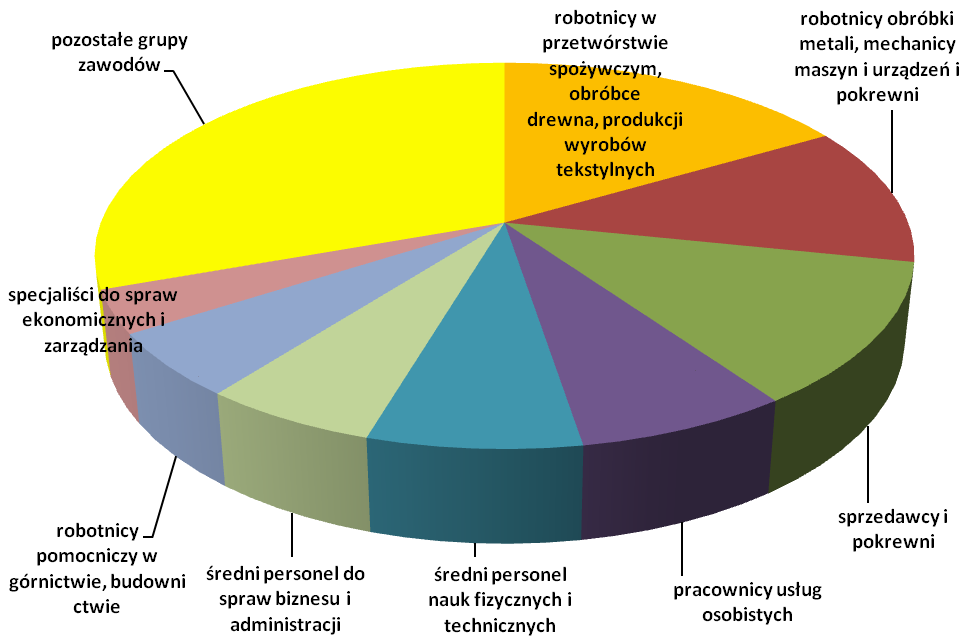 robotnicy w
przetwórstwie
spożywczym,
obróbce
drewna, produkcji
wyrobów
tekstylnych
robotnicy obróbki
metali, mechanicy
maszyn i urządzeń i
pokrewni
sprzedawcy i
pokrewni
pracownicy usług
osobistych
średni personel
nauk fizycznych i
technicznych
średni personel do
spraw biznesu i
administracji
robotnicy
pomocniczy w
górnictwie, budowni
ctwie
specjaliści do spraw
ekonomicznych i
zarządzania
pozostałe grupy
zawodów